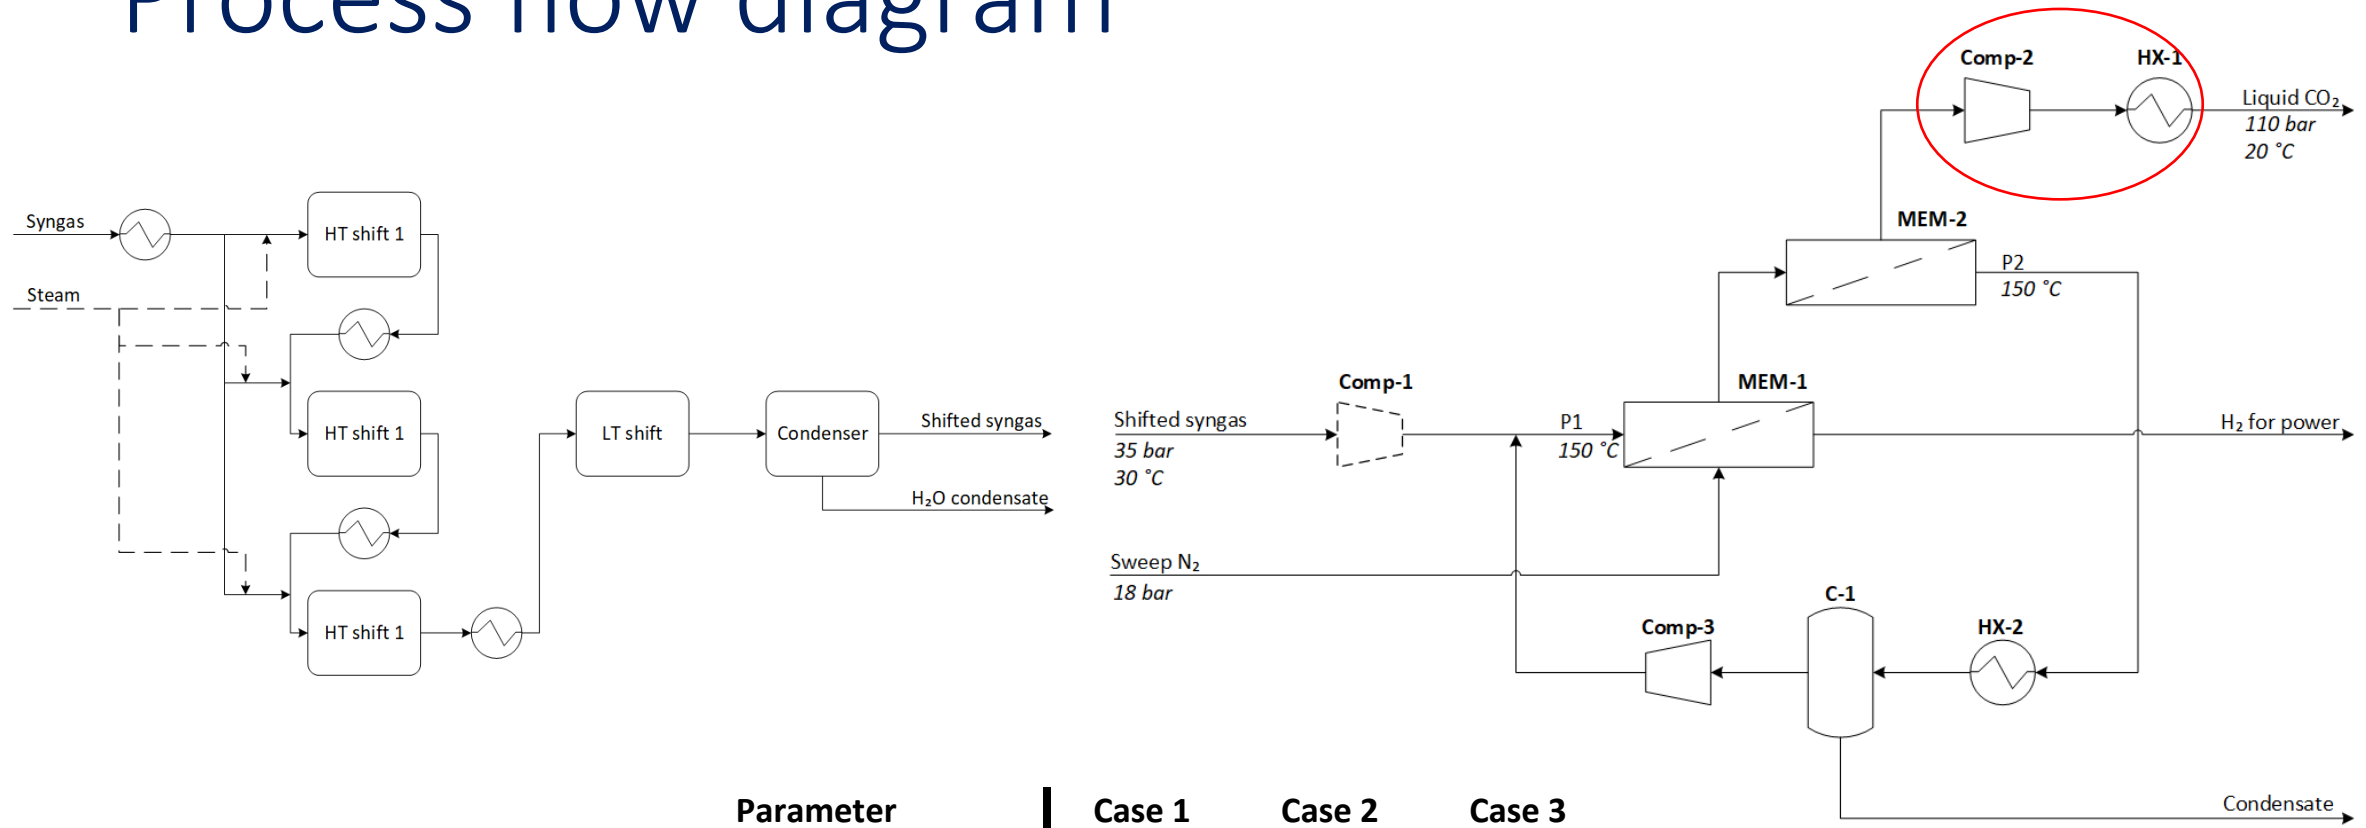 Process flow diagram
Syngas
Steam
HT shift 1
HT shift 1
HT shift 1
LT shift
Condenser
Shifted syngas
H₂O condensate
Comp-2
HX-1
Liquid CO₂
110 bar
20 ˚C
MEM-2
P2
150 ˚C
Comp-1
MEM-1
Shifted syngas
35 bar
30 ˚C
P1
150 ˚C
H₂ for power
Sweep N₂
18 bar
C-1
Comp-3
HX-2
Condensate
Parameter Case 1 Case 2 Case 3